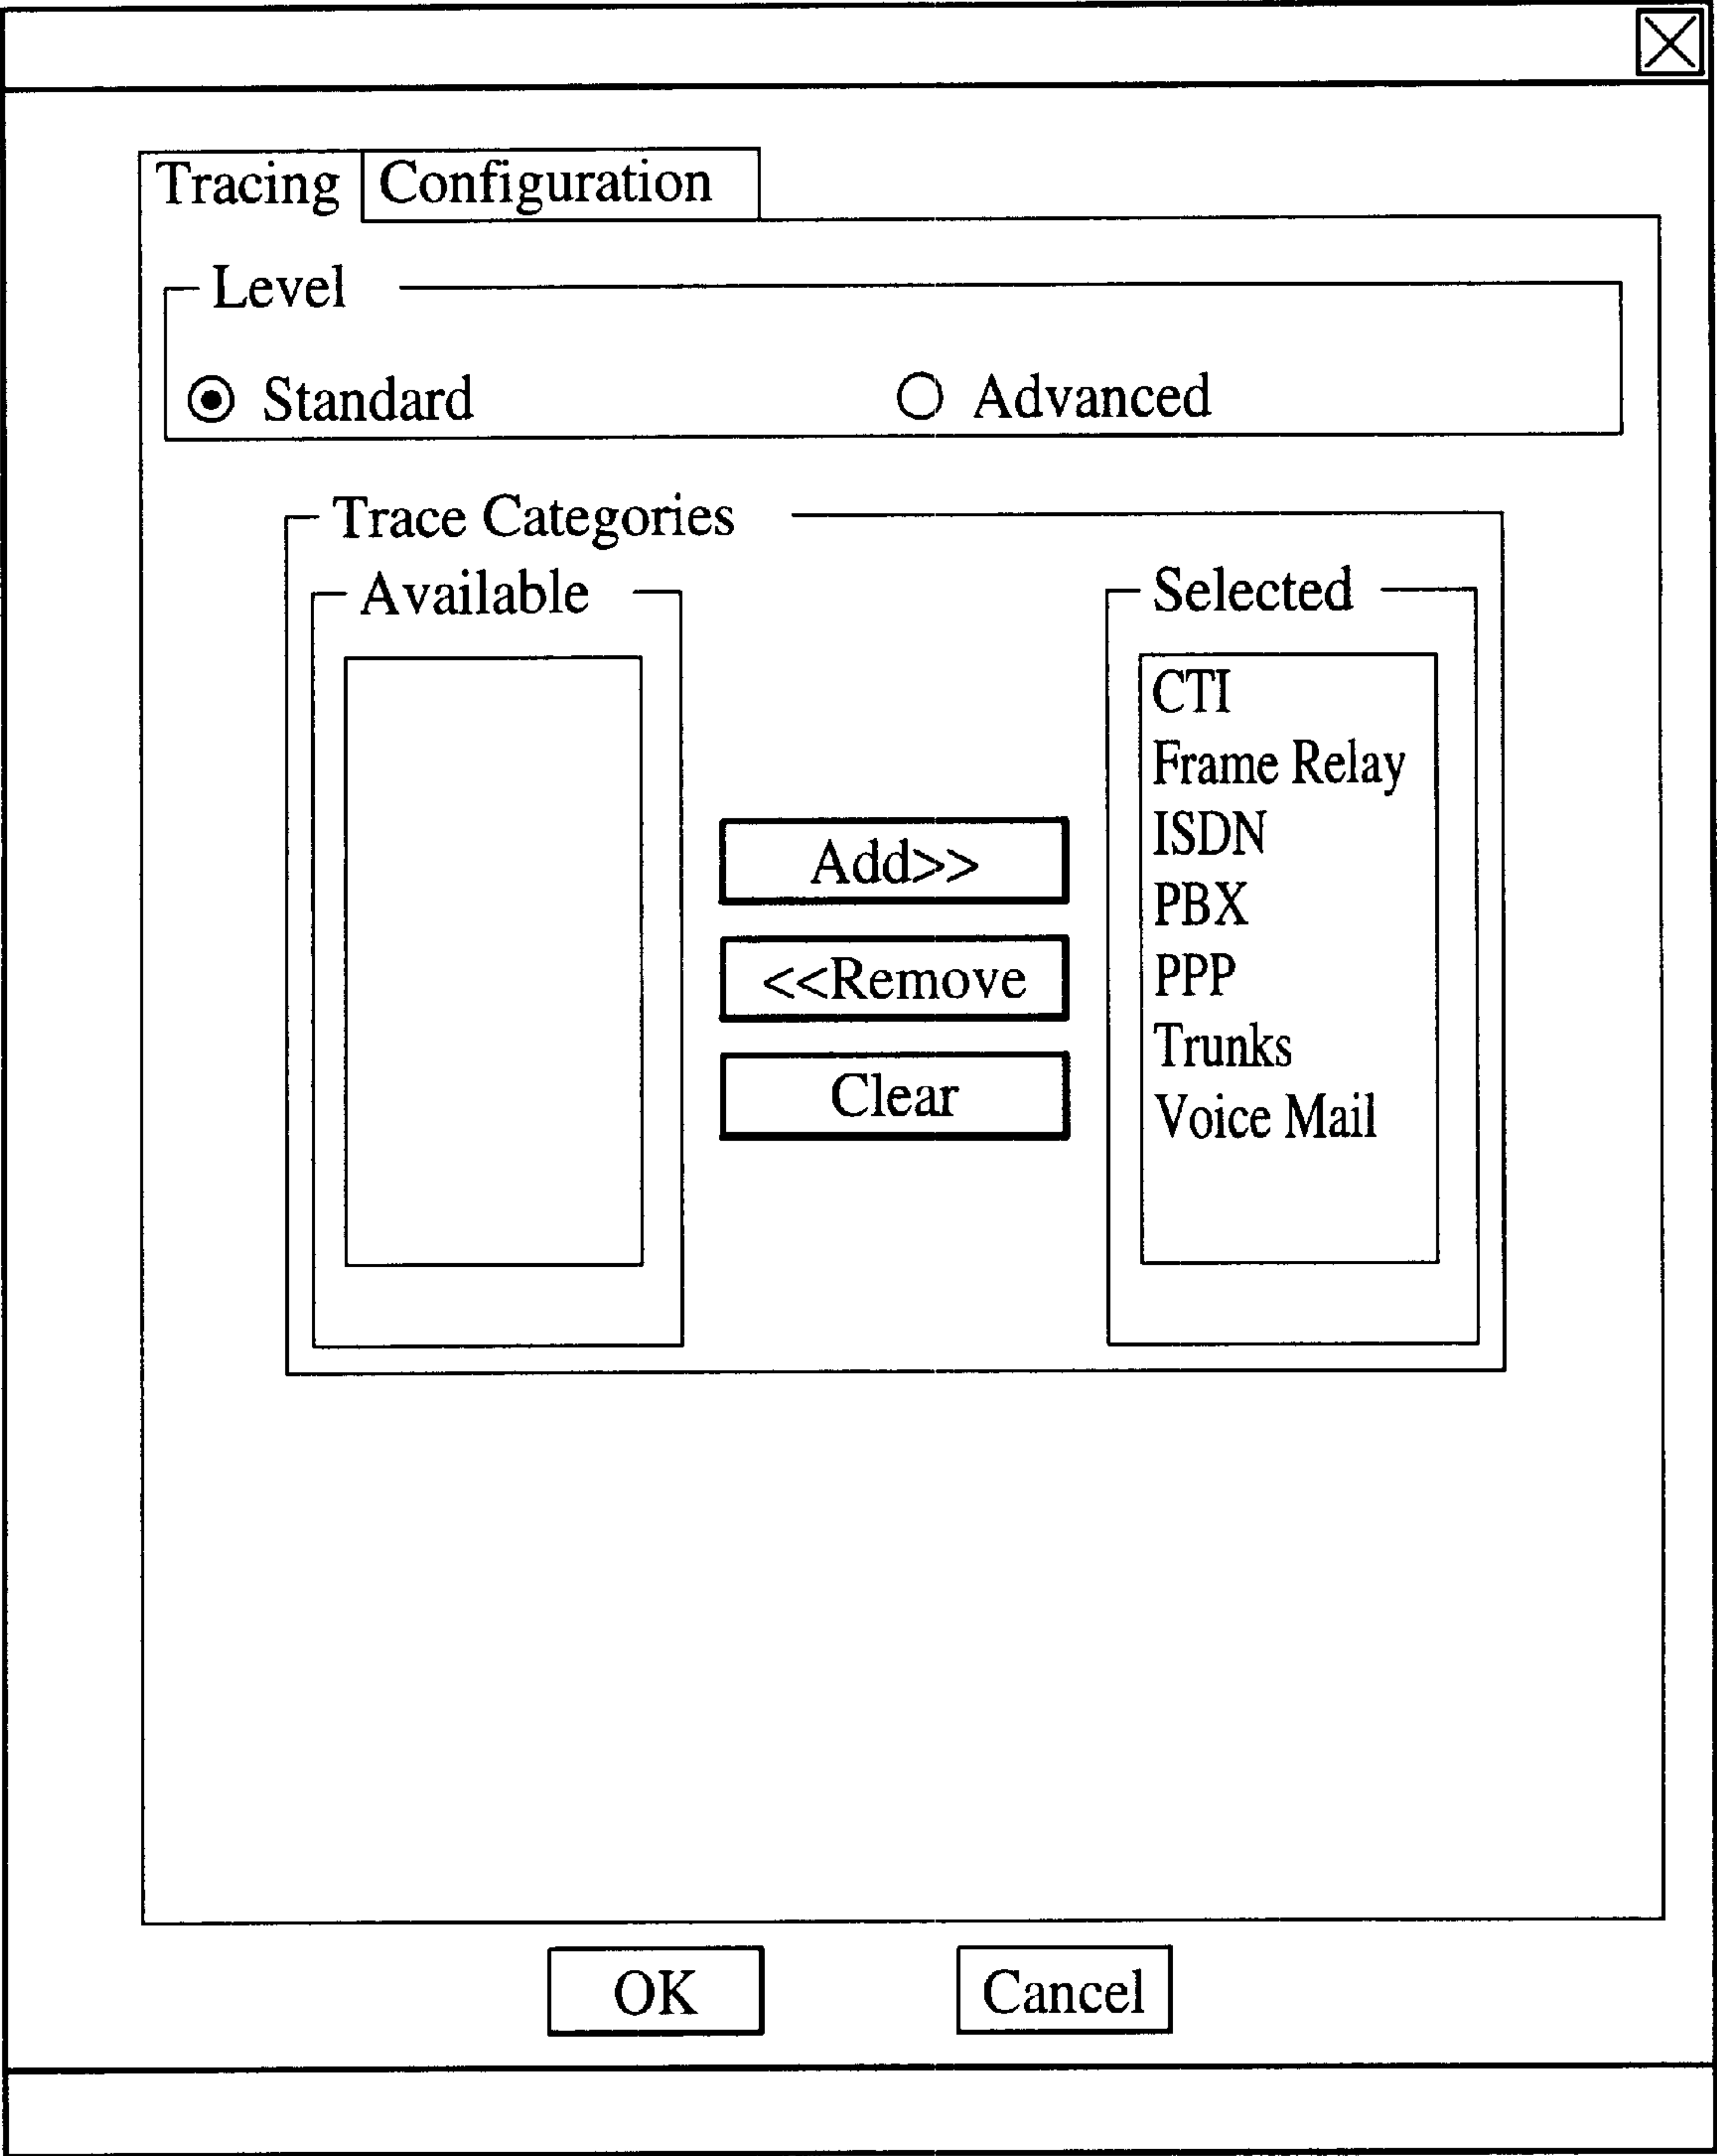 Tracing
Configuration
Level
Standard
Advanced
Trace Categories
Available
Selected
CTI
Frame Relay
ISDN
PBX
PPP
Trunks
Voice Mail
Add>>
<<Remove
Clear
OK
Cancel